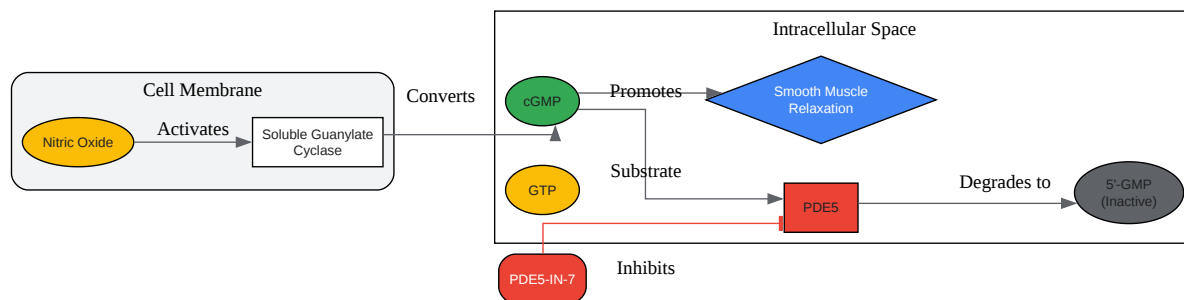 Intracellular Space
Cell Membrane
Converts
cGMP
Promotes
Smooth Muscle
Relaxation
Nitric Oxide
Activates
Soluble Guanylate
Cyclase
GTP
Substrate
PDE5
Degrades to
5'-GMP
(Inactive)
PDE5-IN-7
Inhibits